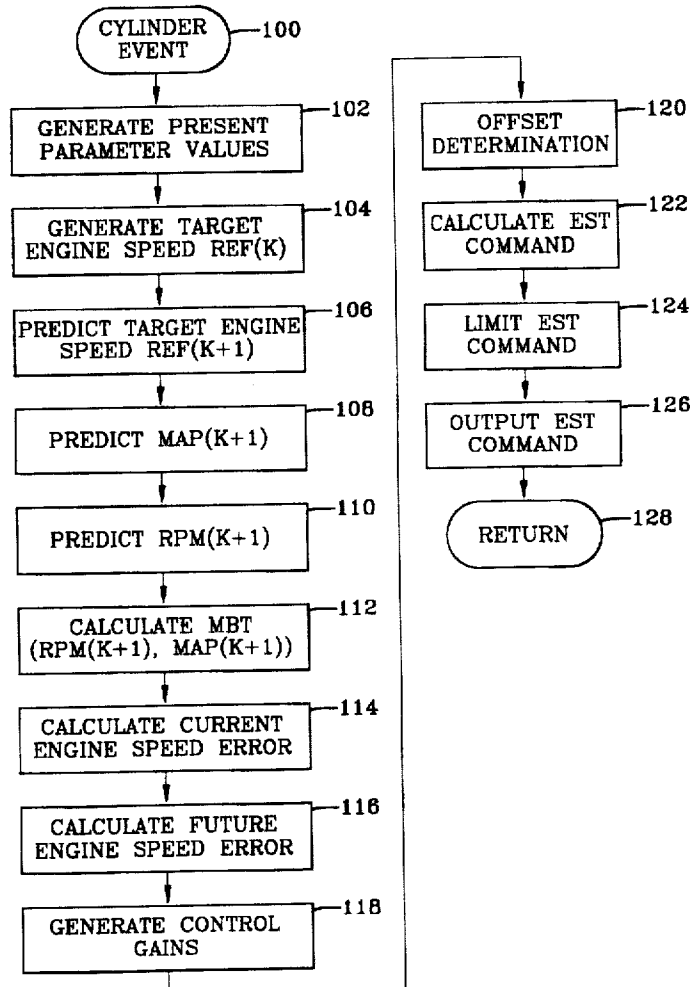 CYLINDER
EVENT
100
GENERATE PRESENT
PARAMETER VALUES
102
GENERATE TARGET
ENGINE SPEED REF(K)
104
PREDICT TARGET ENGINE
SPEED REF(K+1)
106
PREDICT MAP(K+1)
108
PREDICT RPM(K+1)
110
CALCULATE MBT
(RPM(K+1), MAP(K+1))
112
CALCULATE CURRENT
ENGINE SPEED ERROR
114
CALCULATE FUTURE
ENGINE SPEED ERROR
116
GENERATE CONTROL
GAINS
118
OFFSET
DETERMINATION
120
CALCULATE EST
COMMAND
122
LIMIT EST
COMMAND
124
OUTPUT EST
COMMAND
126
RETURN
128